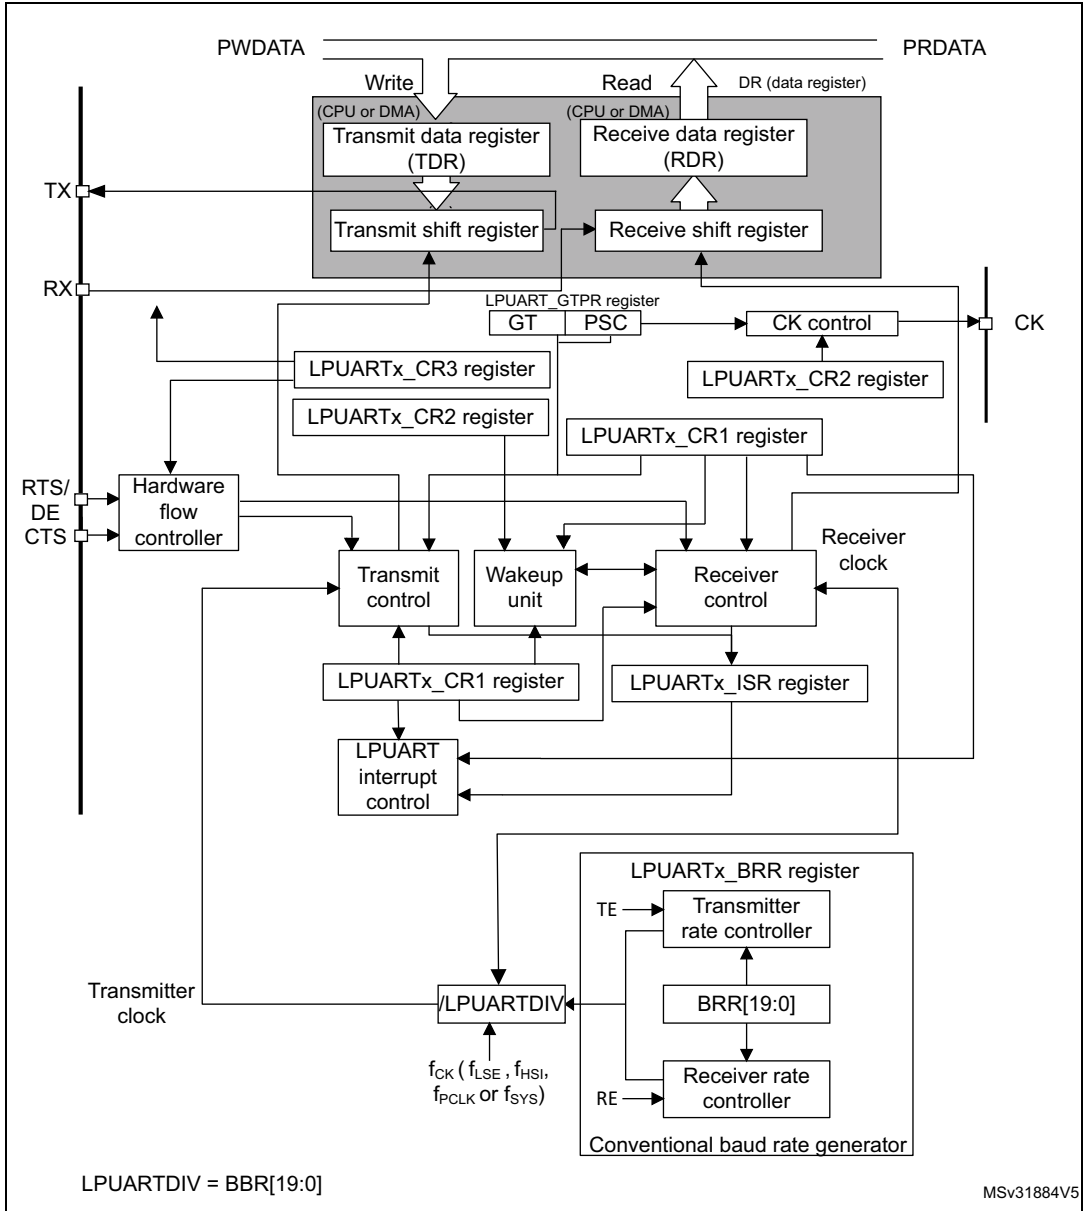 PWDATA
PRDATA
Write
Read
DR (data register)
(CPU or DMA)
(CPU or DMA)
Transmit data register
(TDR)
Receive data register
(RDR)
TX
Transmit shift register
Receive shift register
RX
LPUART_GTPR register
GT
PSC
CK control
CK
LPUARTx_CR3 register
LPUARTx_CR2 register
LPUARTx_CR2 register
LPUARTx_CR1 register
RTS/
DE
CTS
Hardware
flow
controller
Receiver
clock
Transmit
control
Wakeup
unit
Receiver
control
LPUARTx_CR1 register
LPUARTx_ISR register
LPUART
interrupt
control
LPUARTx_BRR register
TE
Transmitter
rate controller
Transmitter
clock
/LPUARTDIV
BRR[19:0]
fCK ( fLSE , fHSI,
fPCLK or fSYS)
RE
Receiver rate
controller
Conventional baud rate generator
LPUARTDIV = BBR[19:0]
MSv31884V5